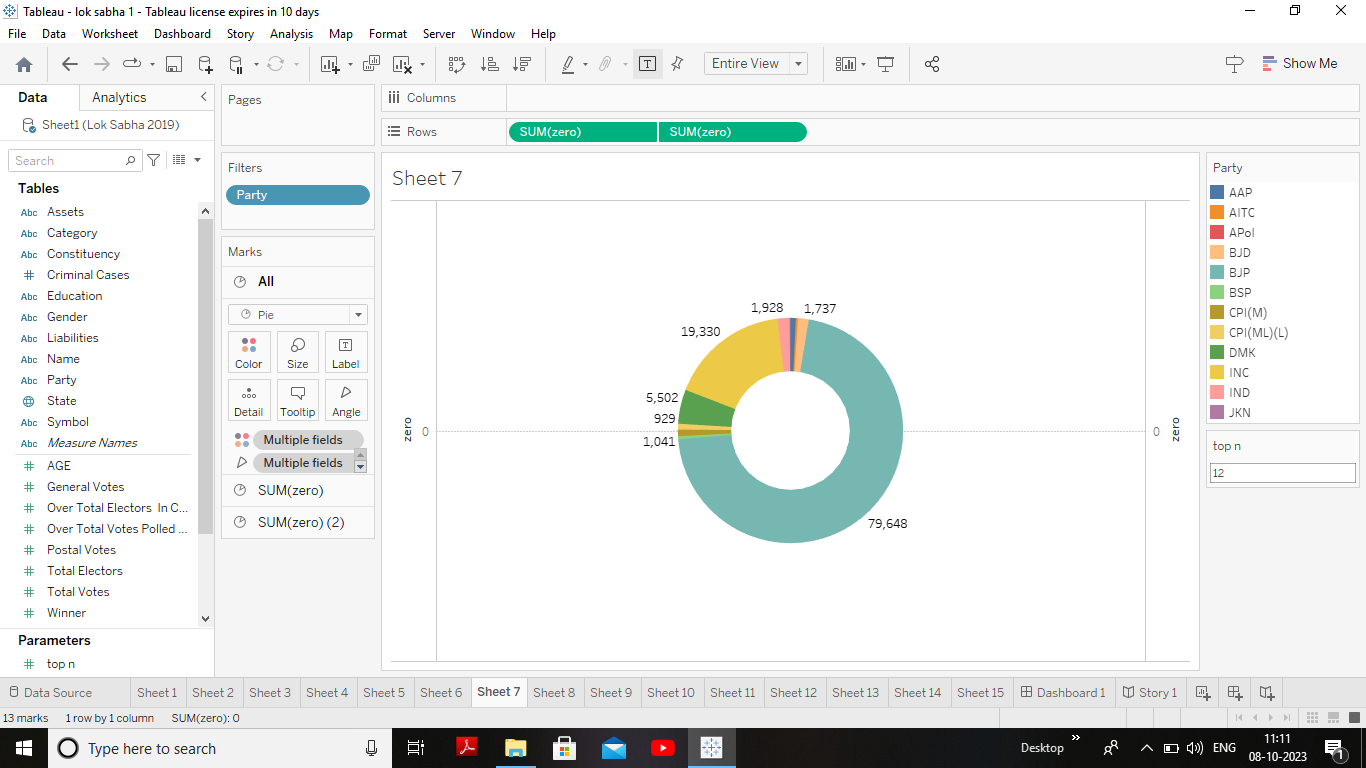 Tableau - lok sabha 1 - Tableau license expires in 10 days
File Data Worksheet Dashboard Story Analysis Map Format Server Window Help
Entire View
Show Me
Data Analytics
Sheet1 (Lok Sabha 2019)
Search
Tables
Abc Assets
Abc Category
Abc Constituency
# Criminal Cases
Abc Education
Abc Gender
Abc Liabilities
Abc Name
Abc Party
State
Abc Symbol
Abc Measure Names
# AGE
# General Votes
# Over Total Electors In C...
# Over Total Votes Polled ...
# Postal Votes
# Total Electors
# Total Votes
# Winner
Parameters
# top n
Pages
Filters
Party
Marks
All
Pie
Color Size Label
Detail Tooltip Angle
Multiple fields
Multiple fields
SUM(zero)
SUM(zero) (2)
Columns
Rows SUM(zero) SUM(zero)
Sheet 7
1,928 1,737
19,330
5,502
929
1,041
79,648
zero 0
0 zero
Party
AAP
AITC
APol
BJD
BJP
BSP
CPI(M)
CPI(ML)(L)
DMK
INC
IND
JKN
top n
12
Data Source Sheet 1 Sheet 2 Sheet 3 Sheet 4 Sheet 5 Sheet 6 Sheet 7 Sheet 8 Sheet 9 Sheet 10 Sheet 11 Sheet 12 Sheet 13 Sheet 14 Sheet 15 Dashboard 1 Story 1
13 marks 1 row by 1 column SUM(zero): 0
Type here to search
Desktop
ENG
11:11
08-10-2023
1